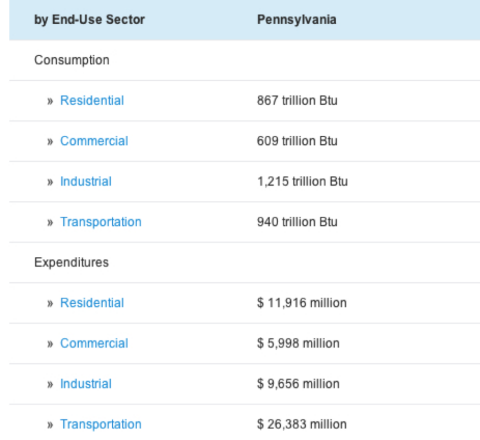 by End-Use Sector Pennsylvania
Consumption
» Residential 867 trillion Btu
» Commercial 609 trillion Btu
» Industrial 1,215 trillion Btu
» Transportation 940 trillion Btu
Expenditures
» Residential $ 11,916 million
» Commercial $ 5,998 million
» Industrial $ 9,656 million
» Transportation $ 26,383 million